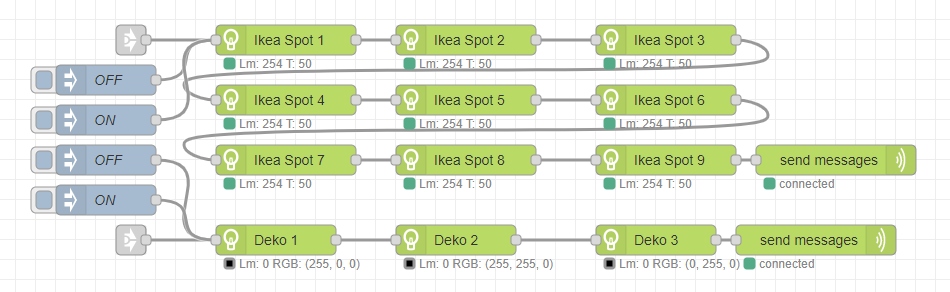 Ikea Spot 1
Ikea Spot 2
Ikea Spot 3
Lm: 254 T: 50
Lm: 254 T: 50
Lm: 254 T: 50
OFF
Ikea Spot 4
Ikea Spot 5
Ikea Spot 6
ON
Lm: 254 T: 50
Lm: 254 T: 50
Lm: 254 T: 50
OFF
Ikea Spot 7
Ikea Spot 8
Ikea Spot 9
send messages
Lm: 254 T: 50
Lm: 254 T: 50
Lm: 254 T: 50
connected
ON
Deko 1
Deko 2
Deko 3
send messages
Lm: 0 RGB: (255, 0, 0)
Lm: 0 RGB: (255, 255, 0)
Lm: 0 RGB: (0, 255, 0)
connected